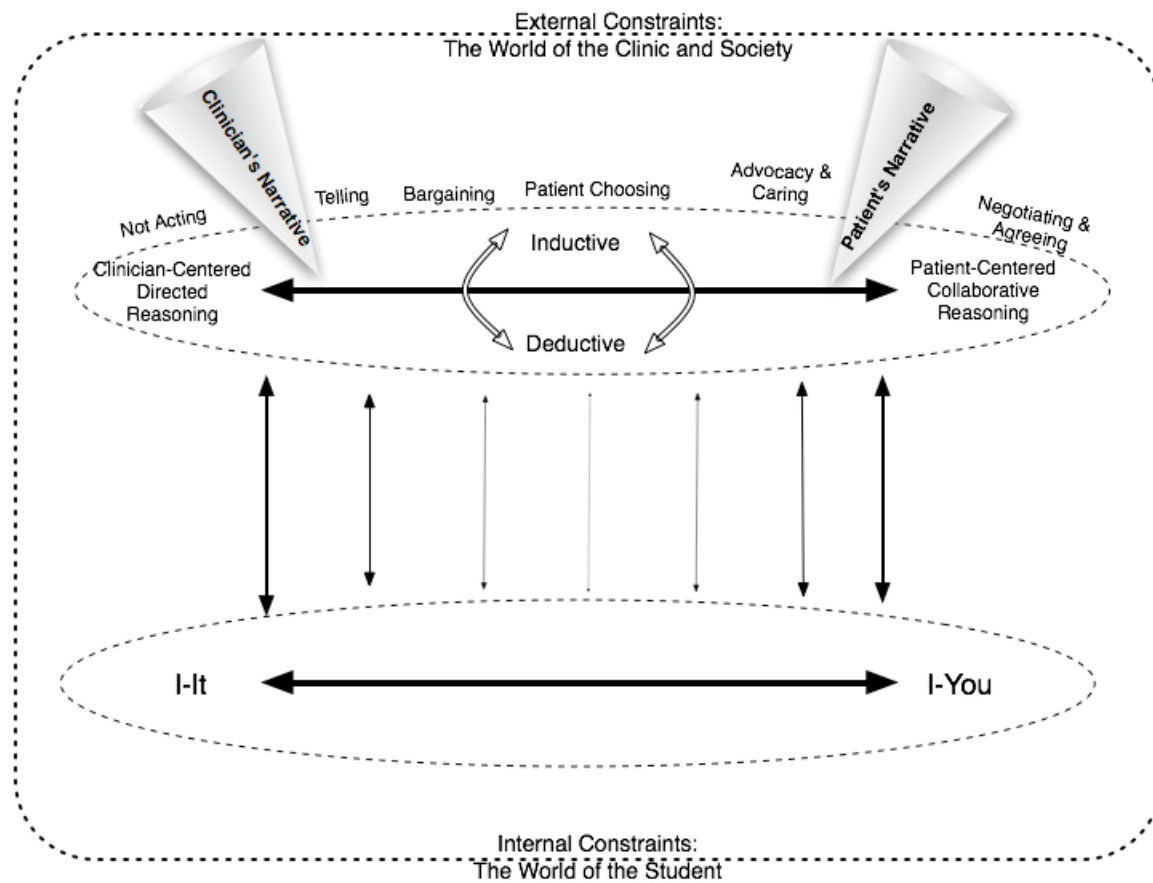 External Constraints:
The World of the Clinic and Society
Clinician's Narrative
Patient's Narrative
Not Acting
Telling
Bargaining
Patient Choosing
Advocacy &
Caring
Negotiating &
Agreeing
Clinician-Centered
Directed
Reasoning
Inductive
Deductive
Patient-Centered
Collaborative
Reasoning
I-It
I-You
Internal Constraints:
The World of the Student